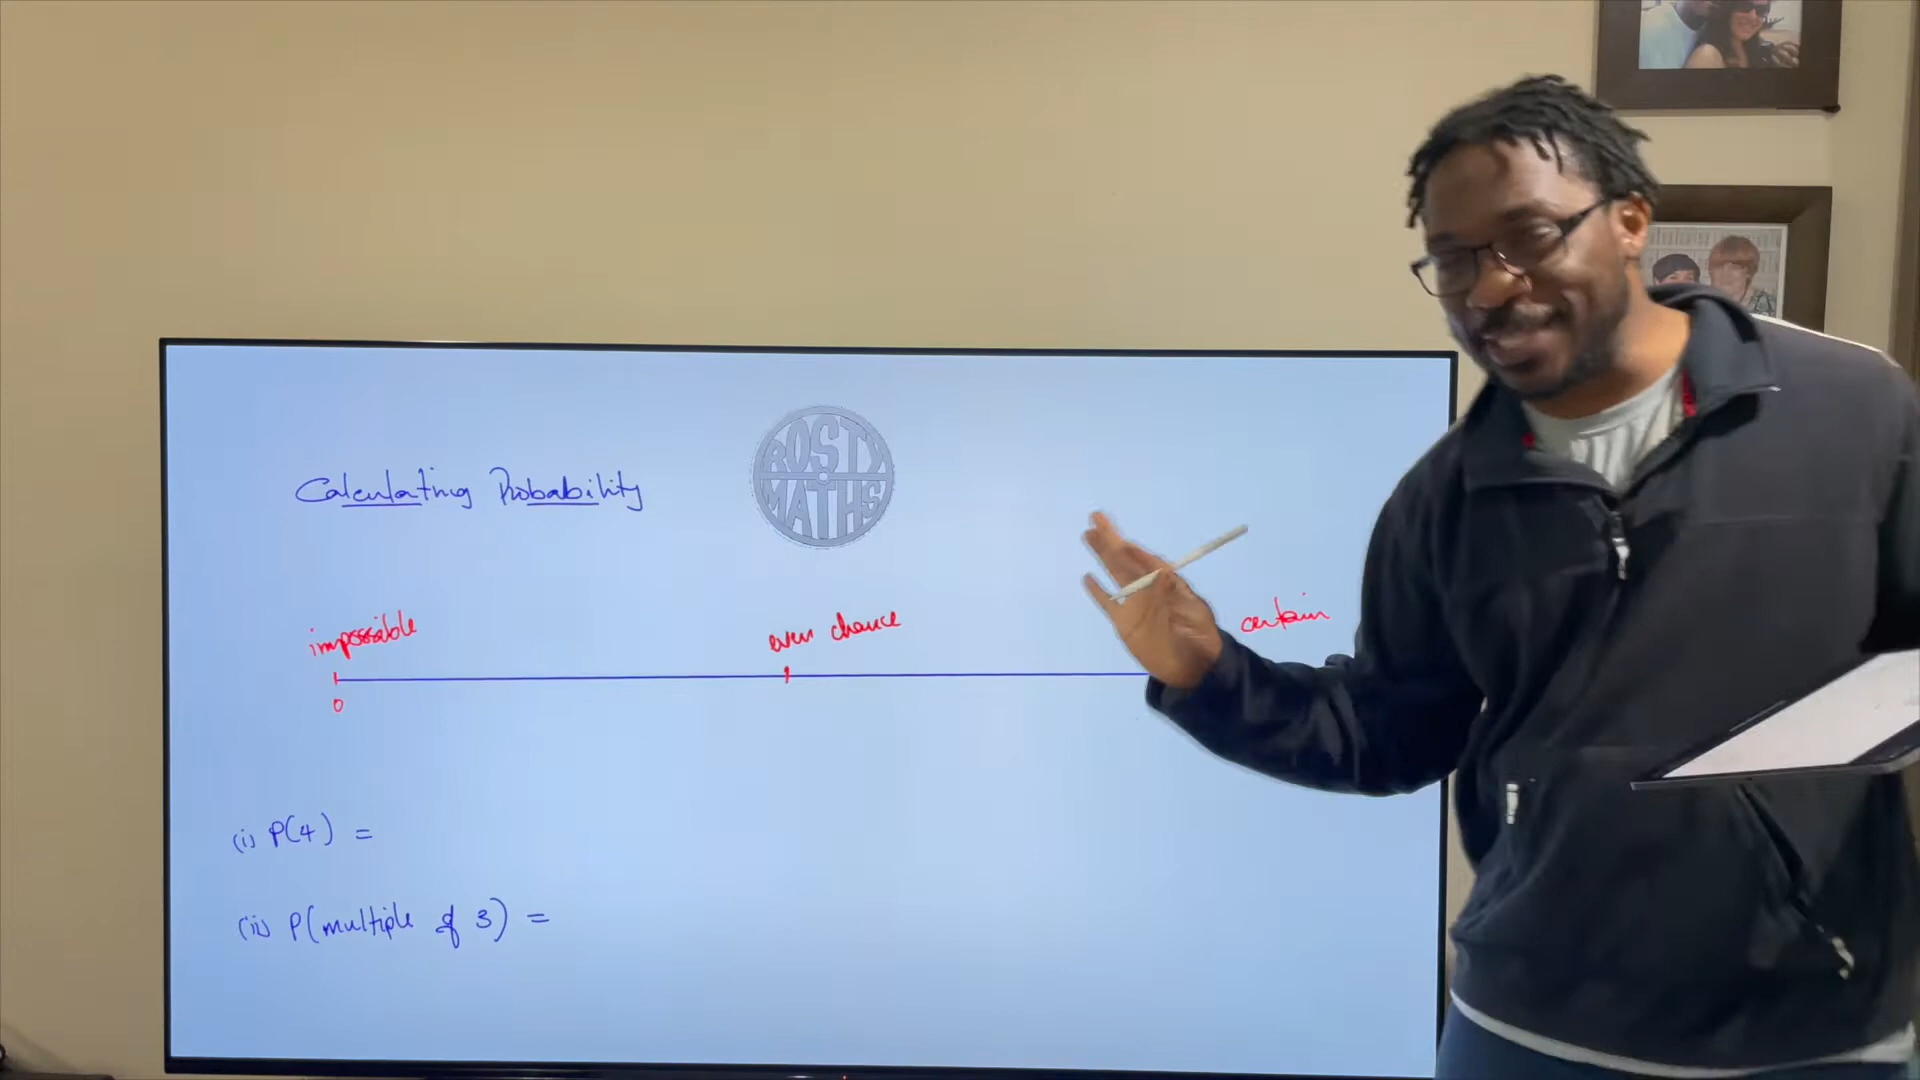 Calculating Probability
ROSTY MATHS
impossible
even chance
certain
0
(i) P(4) =
(ii) P(multiple of 3) =